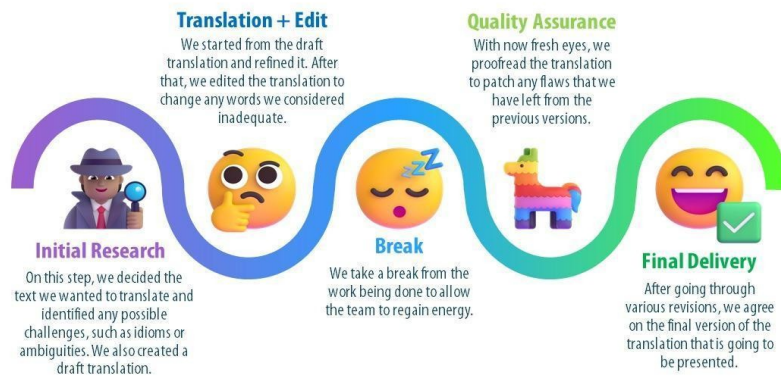 Initial Research
On this step, we decided the
text we wanted to translate and
identified any possible
challenges, such as idioms or
ambiguities. We also created a
draft translation.
Translation + Edit
We started from the draft
translation and refined it. After
that, we edited the translation to
change any words we considered
inadequate.
Break
We take a break from the
work being done to allow
the team to regain energy.
Quality Assurance
With now fresh eyes, we
proofread the translation
to patch any flaws that we
have left from the
previous versions.
Final Delivery
After going through
various revisions, we agree
on the final version of the
translation that is going to
be presented.